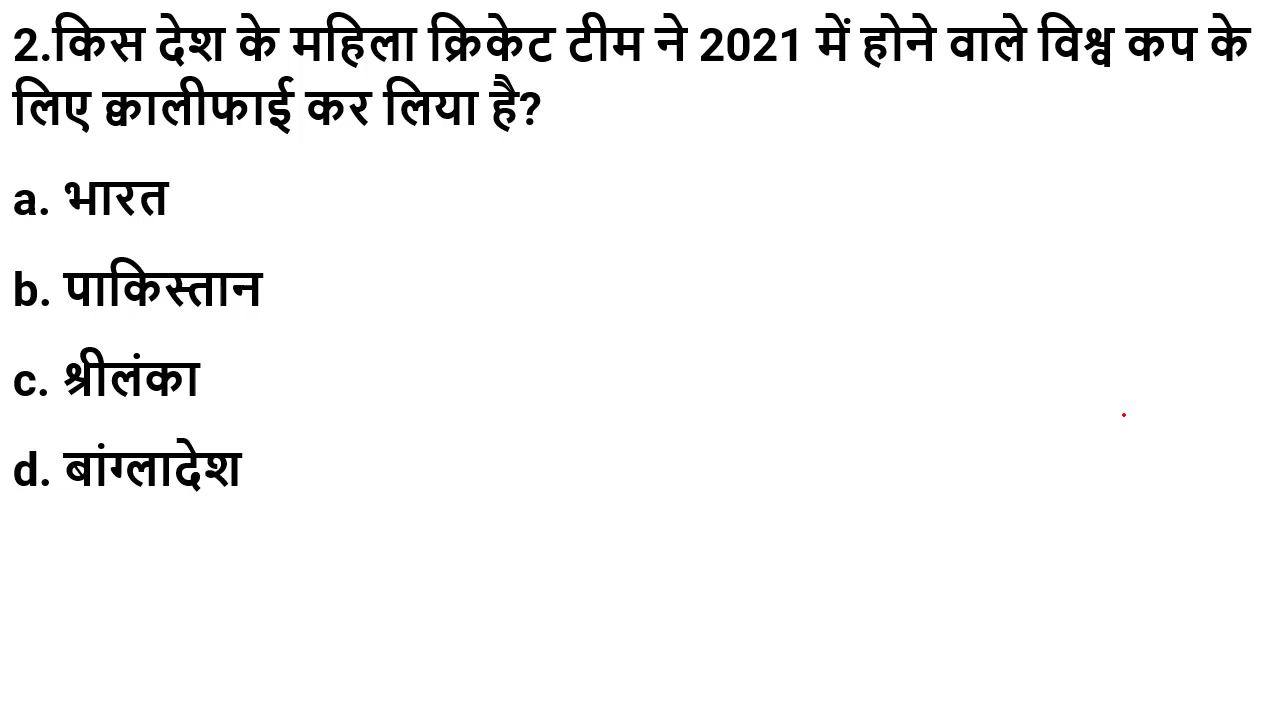 2.किस देश के महिला क्रिकेट टीम ने 2021 में होने वाले विश्व कप के
लिए क्वालीफाई कर लिया है?
a. भारत
b. पाकिस्तान
c. श्रीलंका
d. बांग्लादेश